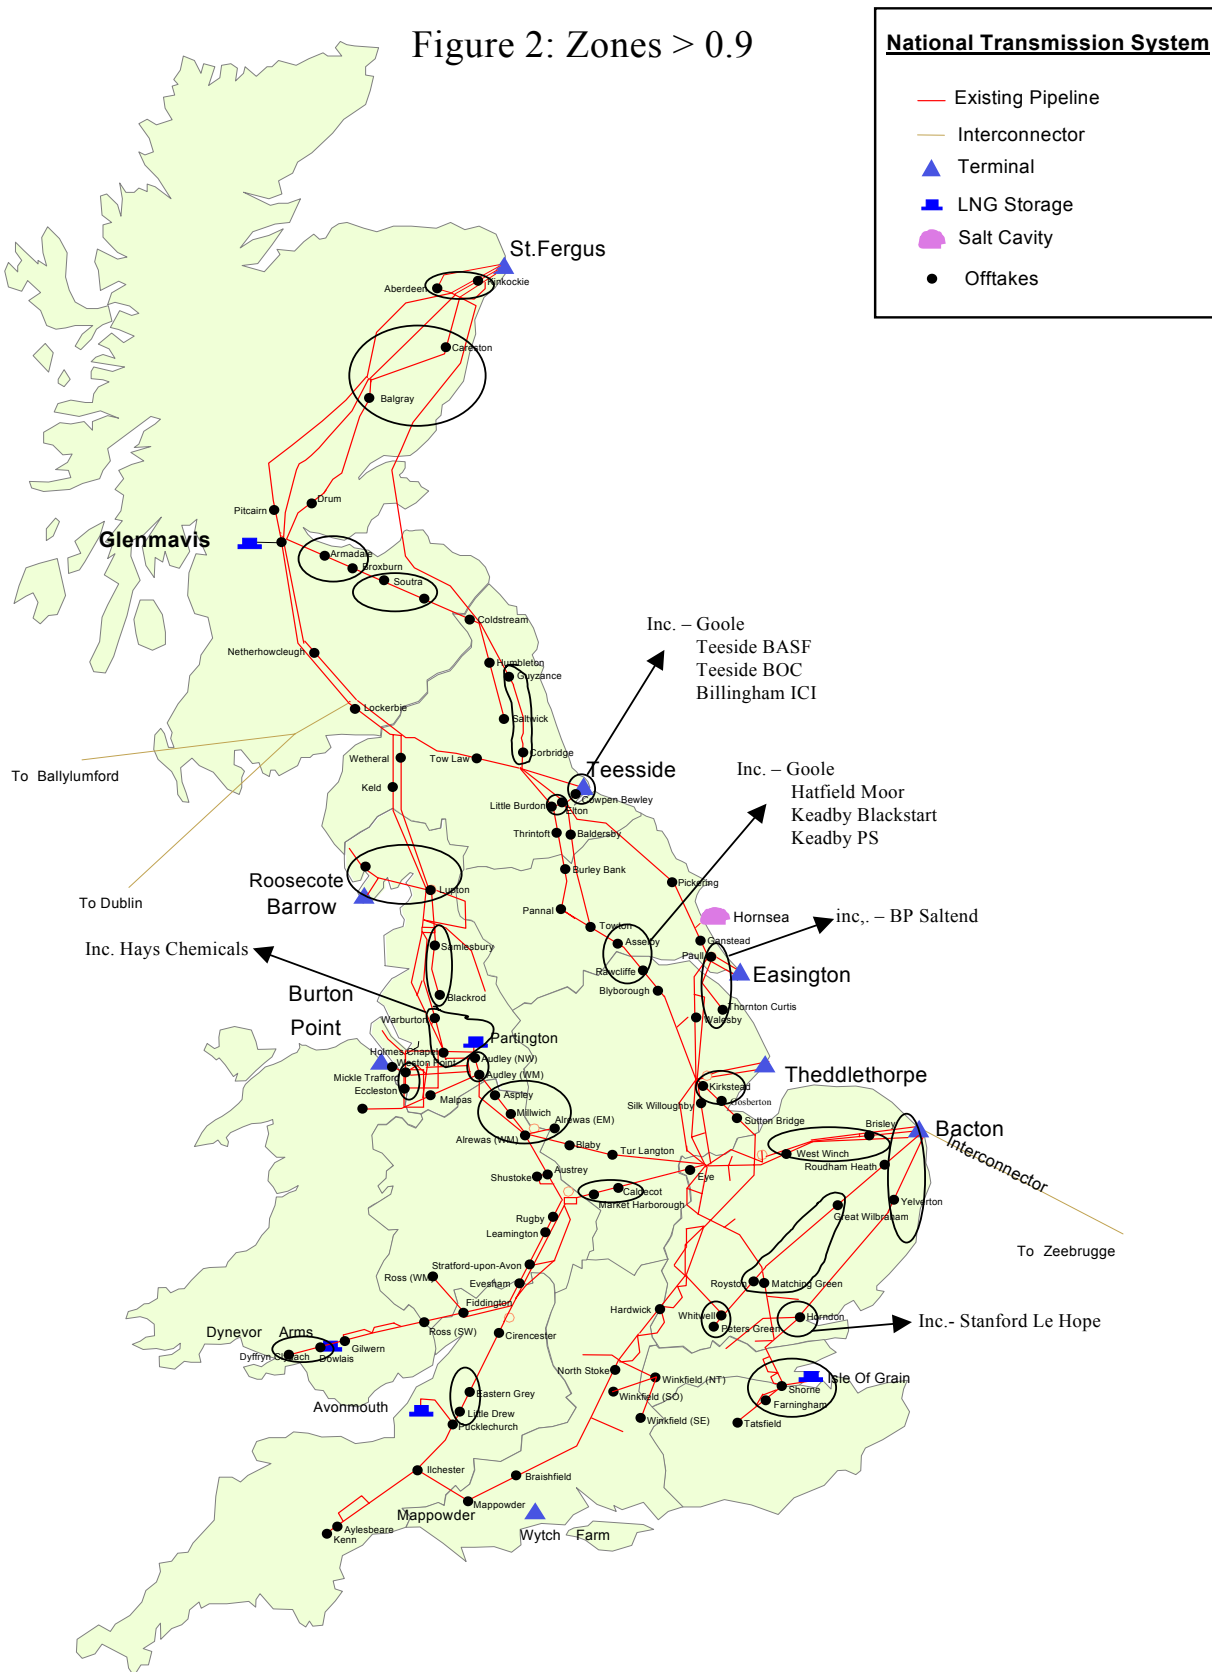 Figure 2: Zones > 0.9
National Transmission System
Existing Pipeline
Interconnector
Terminal
LNG Storage
Salt Cavity
Offtakes
St.Fergus
Aberdeen
Kinkockie
Careston
Balgray
Drum
Pitcairn
Glenmavis
Armadale
Broxburn
Soutra
Coldstream
Inc. – Goole
Teeside BASF
Teeside BOC
Billingham ICI
Netherhowcleugh
Humbleton
Guyzance
Lockerbie
Saltwick
Corbridge
Wetheral
Tow Law
Teesside
Inc. – Goole
Hatfield Moor
Keadby Blackstart
Keadby PS
To Ballylumford
Keld
Cowpen Bewley
Little Burdon
Elton
Thrintoft
Baldersby
Burley Bank
Roosecote
Barrow
Lupton
Pickering
To Dublin
Pannal
Towton
Hornsea
inc,. – BP Saltend
Inc. Hays Chemicals
Samlesbury
Asselby
Ganstead
Paull
Rawcliffe
Easington
Burton
Point
Blackrod
Blyborough
Thornton Curtis
Warburton
Walesby
Partington
Holmes Chapel
Audley (NW)
Weston Point
Mickle Trafford
Audley (WM)
Theddlethorpe
Eccleston
Malpas
Aspley
Kirkstead
Silk Willoughby
Gosberton
Millwich
Alrewas (EM)
Sutton Bridge
Brisley
Bacton
Alrewas (WM)
Blaby
Tur Langton
West Winch
Roudham Heath
Interconnector
Austrey
Shustoke
Eye
Caldecot
Market Harborough
Yelverton
Rugby
Great Wilbraham
Leamington
To Zeebrugge
Stratford-upon-Avon
Ross (WM)
Evesham
Royston
Matching Green
Fiddington
Hardwick
Whitwell
Horndon
Dynevor Arms
Ross (SW)
Peters Green
Inc.- Stanford Le Hope
Cirencester
Gilwern
Dyffryn Clydach
Dowlais
North Stoke
Winkfield (NT)
Isle Of Grain
Shorne
Eastern Grey
Winkfield (SO)
Farningham
Avonmouth
Little Drew
Winkfield (SE)
Tatsfield
Pucklechurch
Ilchester
Braishfield
Mappowder
Mappowder
Aylesbeare
Kenn
Wytch Farm